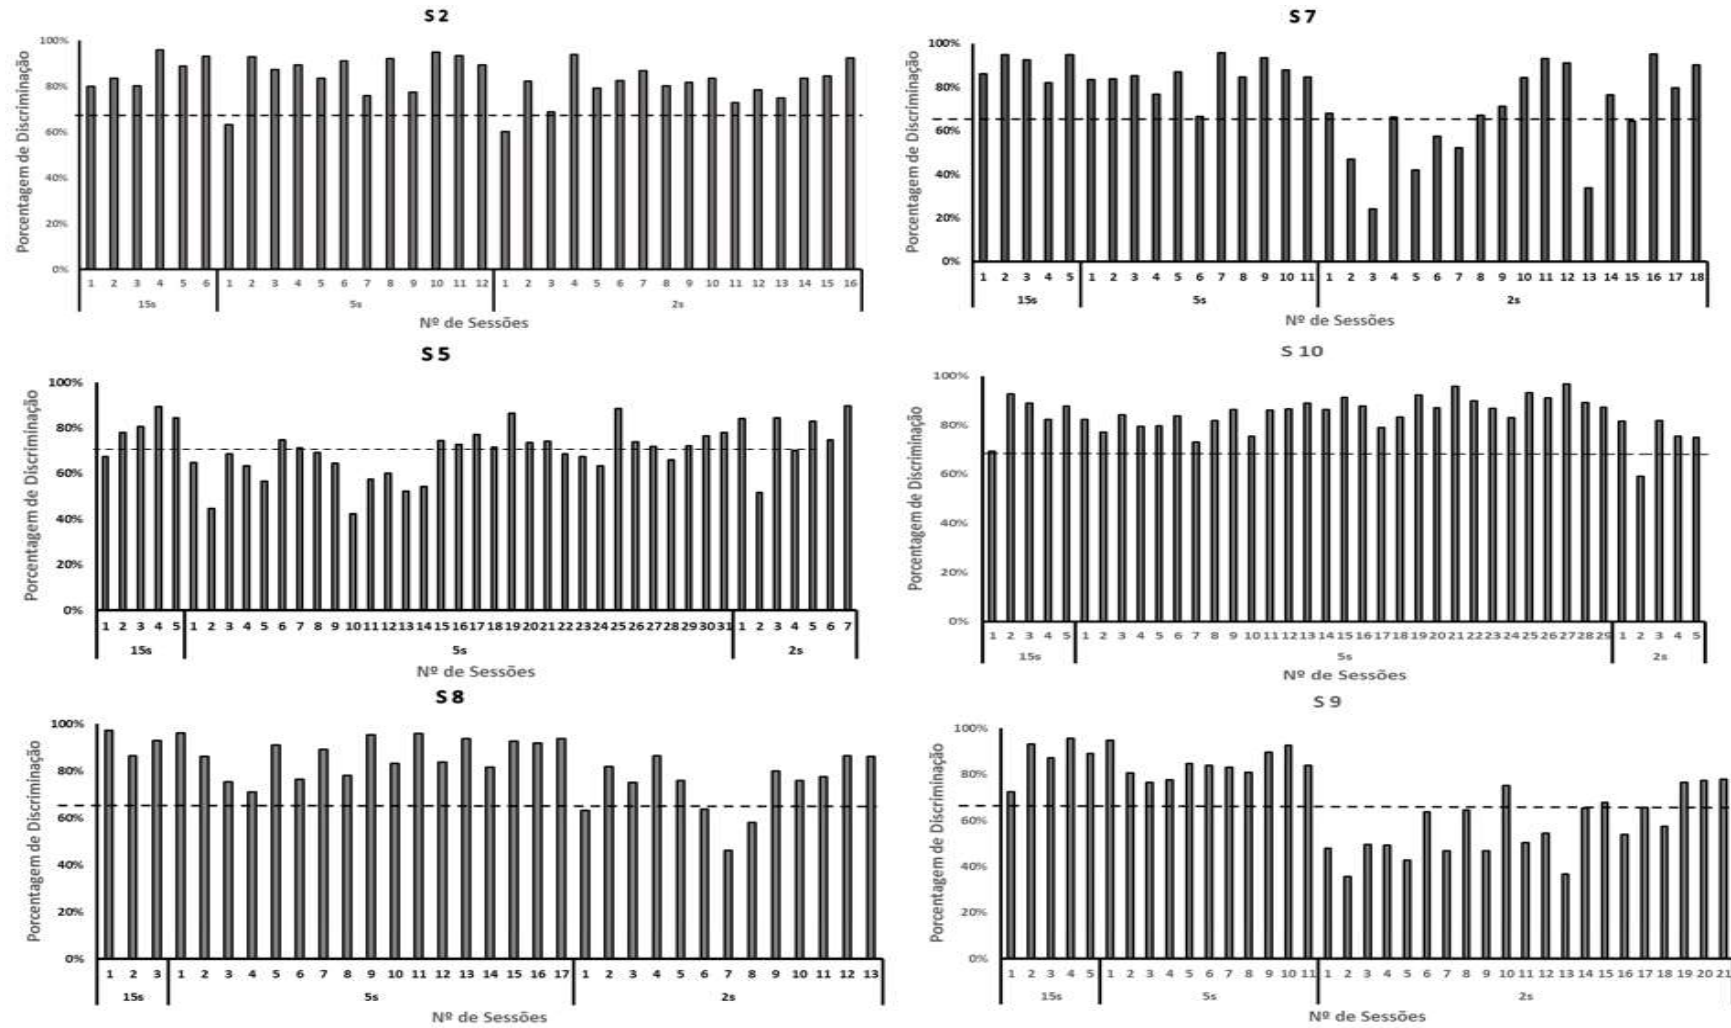 S 2
Porcentagem de Discriminação
100%
80%
60%
40%
20%
0%
1 2 3 4 5 6 1 2 3 4 5 6 7 8 9 10 11 12 1 2 3 4 5 6 7 8 9 10 11 12 13 14 15 16
15s 5s 2s
Nº de Sessões
S 7
Porcentagem de Discriminação
100%
80%
60%
40%
20%
0%
1 2 3 4 5 1 2 3 4 5 6 7 8 9 10 11 1 2 3 4 5 6 7 8 9 10 11 12 13 14 15 16 17 18
15s 5s 2s
Nº de Sessões
S 5
Porcentagem de Discriminação
100%
80%
60%
40%
20%
0%
1 2 3 4 5 1 2 3 4 5 6 7 8 9 10 11 12 13 14 15 16 17 18 19 20 21 22 23 24 25 26 27 28 29 30 31 1 2 3 4 5 6 7
15s 5s 2s
Nº de Sessões
S 10
Porcentagem de Discriminação
100%
80%
60%
40%
20%
0%
1 2 3 4 5 1 2 3 4 5 6 7 8 9 10 11 12 13 14 15 16 17 18 19 20 21 22 23 24 25 26 27 28 29 1 2 3 4 5
15s 5s 2s
Nº de Sessões
S 8
Porcentagem de Discriminação
100%
80%
60%
40%
20%
0%
1 2 3 1 2 3 4 5 6 7 8 9 10 11 12 13 14 15 16 17 1 2 3 4 5 6 7 8 9 10 11 12 13
15s 5s 2s
Nº de Sessões
S 9
Porcentagem de Discriminação
100%
80%
60%
40%
20%
0%
1 2 3 4 5 1 2 3 4 5 6 7 8 9 10 11 1 2 3 4 5 6 7 8 9 10 11 12 13 14 15 16 17 18 19 20 21
15s 5s 2s
Nº de Sessões